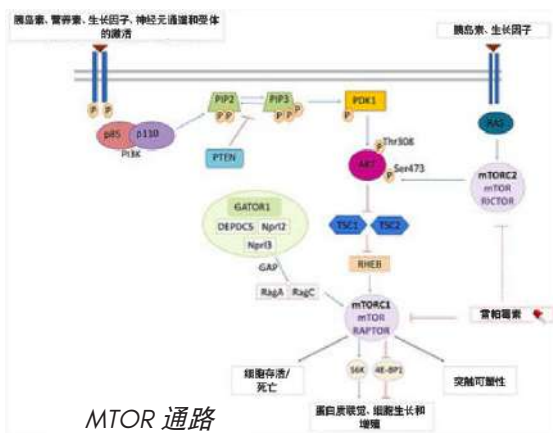 胰岛素、营养素、生长因子、神经元通道和受体
的激活
胰岛素、生长因子
P
P
p85
p110
PI3K
PIP2
P
P
PIP3
P
P
P
PTEN
PDK1
P
RAS
P
Thr308
AKT
P
Ser473
mTORC2
mTOR
RICTOR
TSC1
TSC2
GATOR1
DEPDC5
Nprl2
Nprl3
GAP
RagA
RagC
RHEB
mTORC1
mTOR
RAPTOR
雷帕霉素
细胞存活/
死亡
S6K
4E-BP1
突触可塑性
蛋白质联觉、细胞生长和
增殖
MTOR 通路